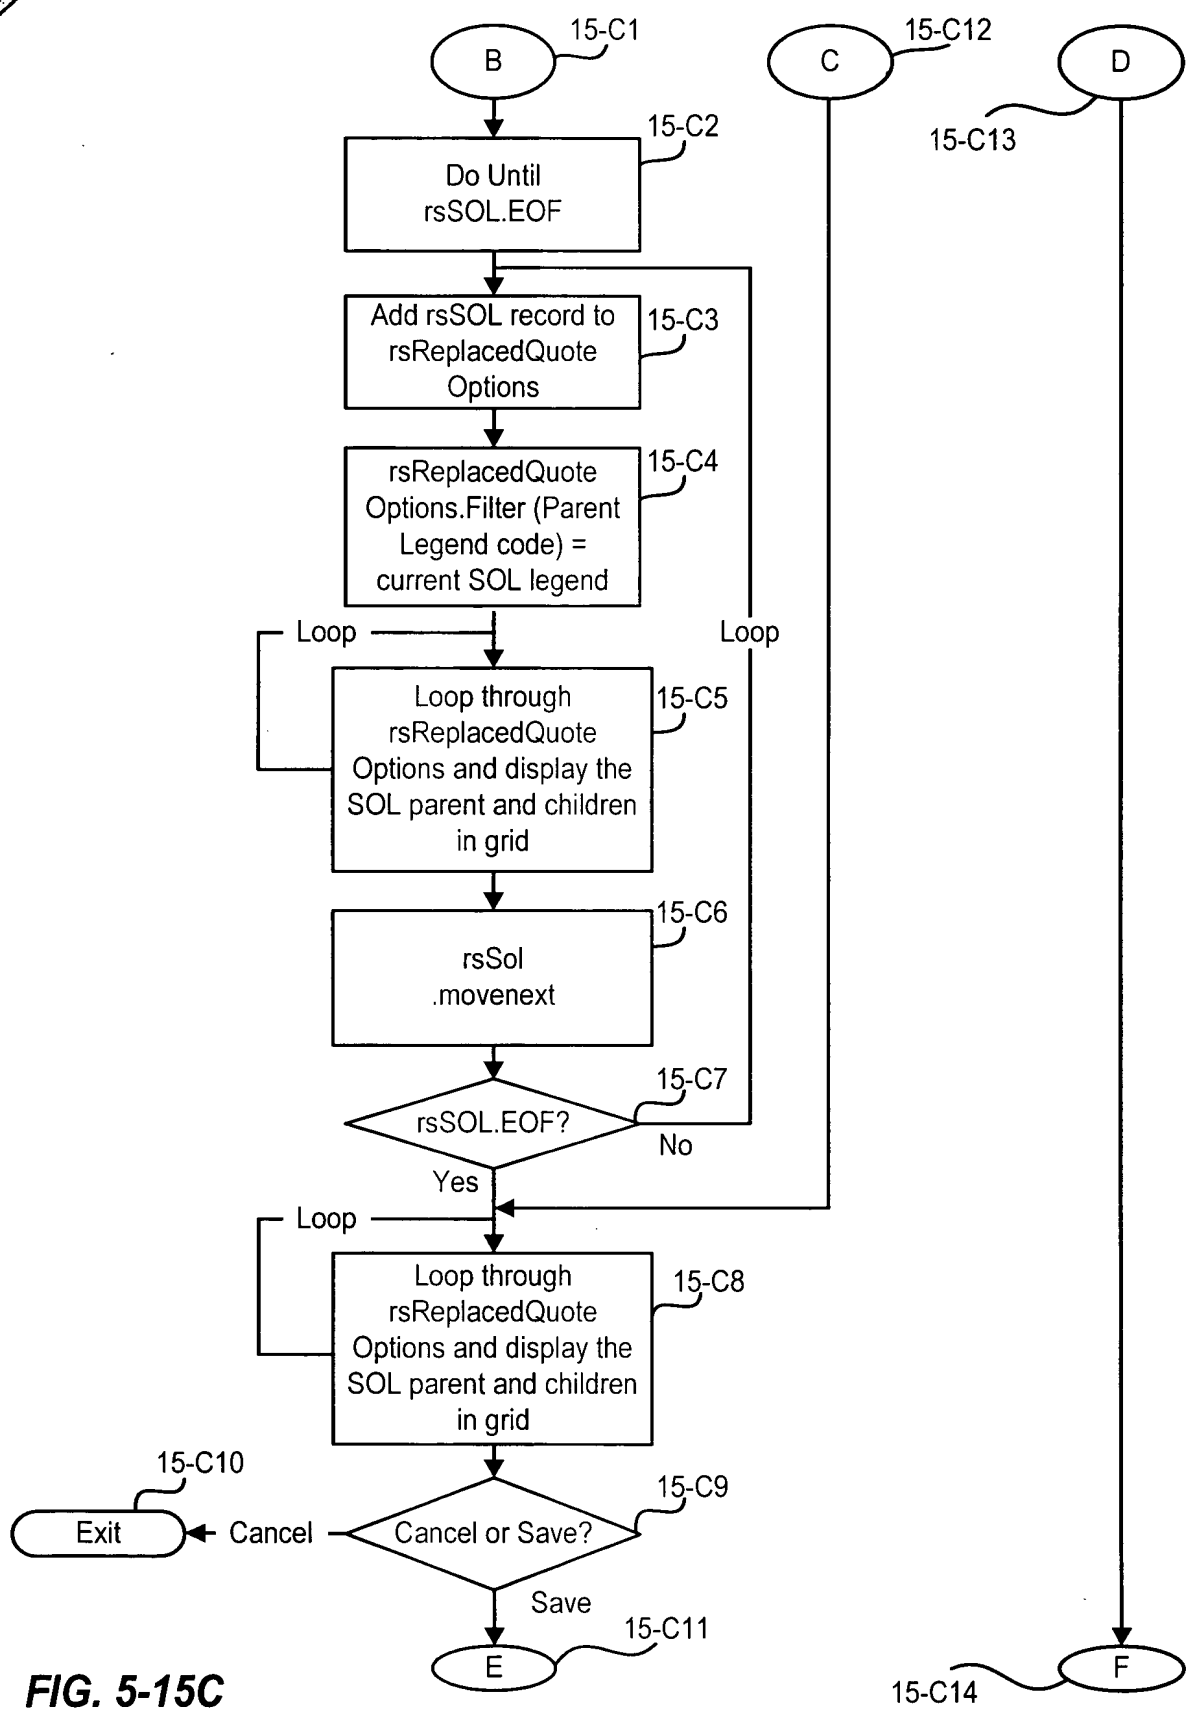 B
15-C1
C
15-C12
D
15-C13
15-C2
Do Until
rsSOL.EOF
15-C3
Add rsSOL record to
rsReplacedQuote
Options
15-C4
rsReplacedQuote
Options.Filter (Parent
Legend code) =
current SOL legend
Loop
Loop
15-C5
Loop through
rsReplacedQuote
Options and display the
SOL parent and children
in grid
15-C6
rsSol
.movenext
15-C7
rsSOL.EOF?
No
Yes
Loop
15-C8
Loop through
rsReplacedQuote
Options and display the
SOL parent and children
in grid
15-C10
15-C9
Exit
Cancel
Cancel or Save?
Save
15-C11
E
F
15-C14
FIG. 5-15C